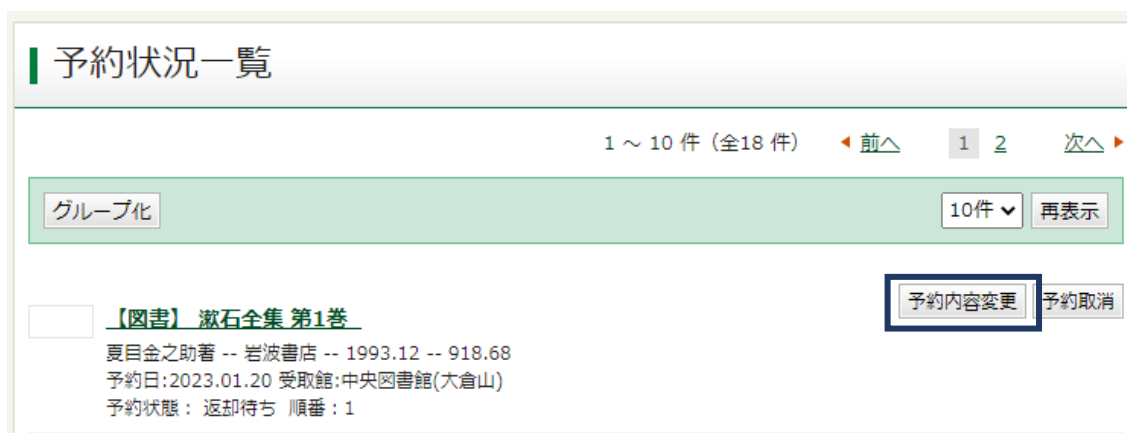 予約状況一覧
1 ～ 10 件（全18 件） 前へ 1 2 次へ
グループ化 10件 再表示
予約内容変更 予約取消
【図書】 漱石全集 第1巻
夏目金之助著 -- 岩波書店 -- 1993.12 -- 918.68
予約日:2023.01.20 受取館:中央図書館(大倉山)
予約状態： 返却待ち 順番：1